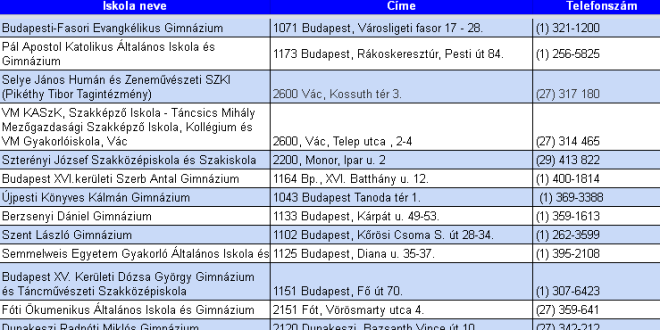 Iskola neve Címe Telefonszám
Budapesti-Fasori Evangkélikus Gimnázium 1071 Budapest, Városligeti fasor 17 - 28. (1) 321-1200
Pál Apostol Katolikus Általános Iskola és
Gimnázium 1173 Budapest, Rákoskeresztúr, Pesti út 84. (1) 256-5825
Selye János Humán és Zeneművészeti SZKI
(Pikéthy Tibor Tagintézmény) 2600 Vác, Kossuth tér 3. (27) 317 180
VM KASzK, Szakképző Iskola - Táncsics Mihály
Mezőgazdasági Szakképző Iskola, Kollégium és
VM Gyakorlóiskola, Vác 2600, Vác, Telep utca , 2-4 (27) 314 465
Szterényi József Szakközépiskola és Szakiskola 2200, Monor, Ipar u. 2 (29) 413 822
Budapest XVI.kerületi Szerb Antal Gimnázium 1164 Bp., XVI. Batthány u. 12. (1) 400-1814
Újpesti Könyves Kálmán Gimnázium 1043 Budapest Tanoda tér 1. (1) 369-3388
Berzsenyi Dániel Gimnázium 1133 Budapest, Kárpát u. 49-53. (1) 359-1613
Szent László Gimnázium 1102 Budapest, Kőrösi Csoma S. út 28-34. (1) 262-3599
Semmelweis Egyetem Gyakorló Általános Iskola és 1125 Budapest, Diana u. 35-37. (1) 395-2108
Budapest XV. Kerületi Dózsa György Gimnázium
és Táncművészeti Szakközépiskola 1151 Budapest, Fő út 70. (1) 307-6423
Fóti Ökumenikus Általános Iskola és Gimnázium 2151 Fót, Vörösmarty utca 4. (27) 359-641
Dunakeszi Radnóti Miklós Gimnázium 2120 Dunakeszi, Bazsanth Vince út 10. (27) 342-212